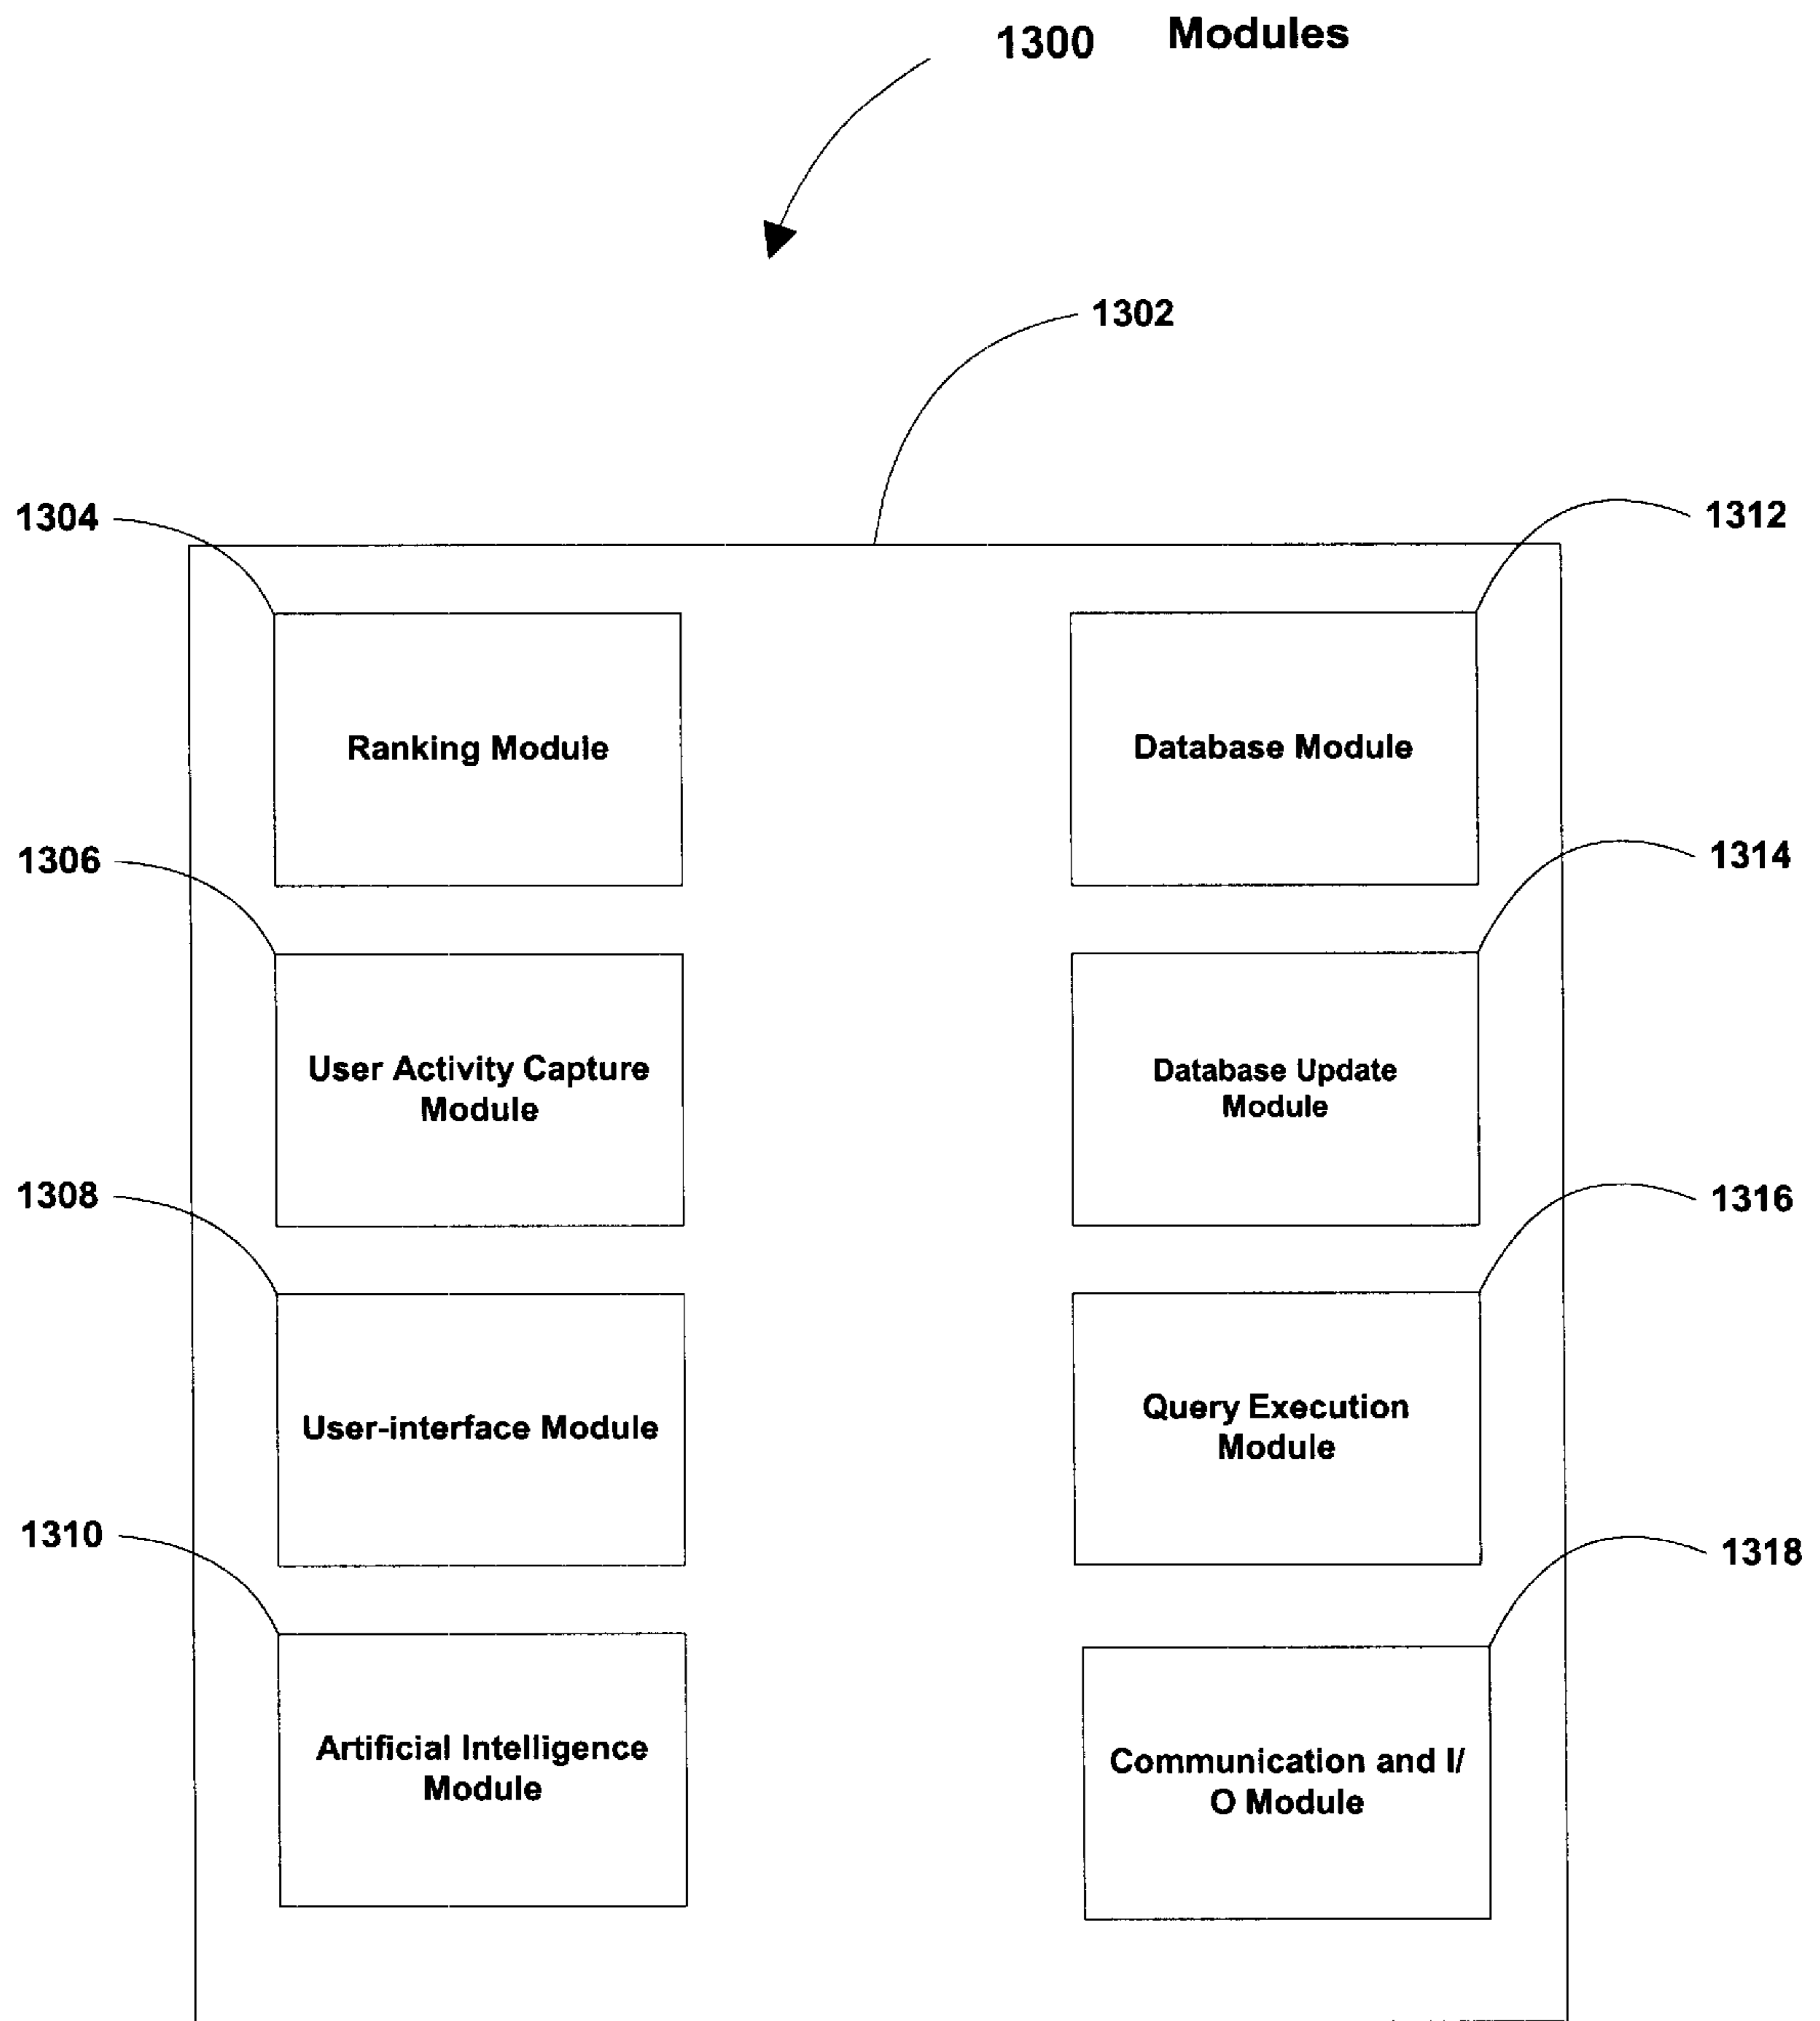 1300 Modules
1302
1304
1312
Ranking Module
Database Module
1306
1314
User Activity Capture
Module
Database Update
Module
1308
1316
User-interface Module
Query Execution
Module
1310
1318
Artificial Intelligence
Module
Communication and I/
O Module